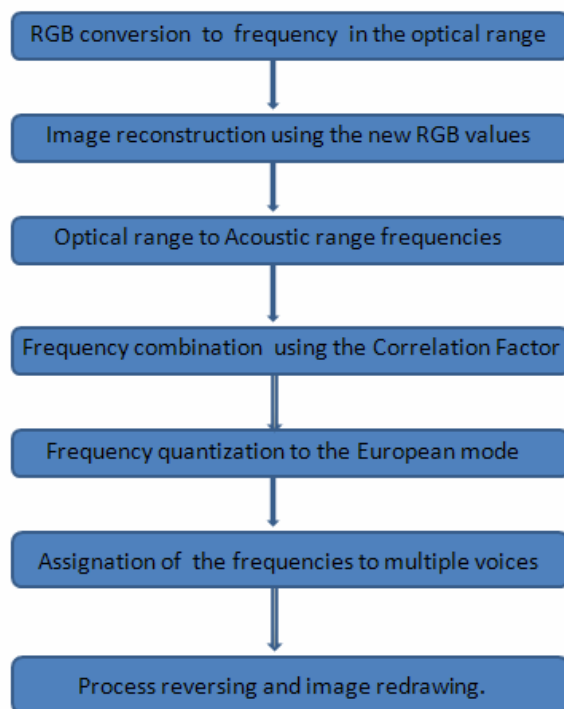 RGB conversion to frequency in the optical range
Image reconstruction using the new RGB values
Optical range to Acoustic range frequencies
Frequency combination using the Correlation Factor
Frequency quantization to the European mode
Assignation of the frequencies to multiple voices
Process reversing and image redrawing.